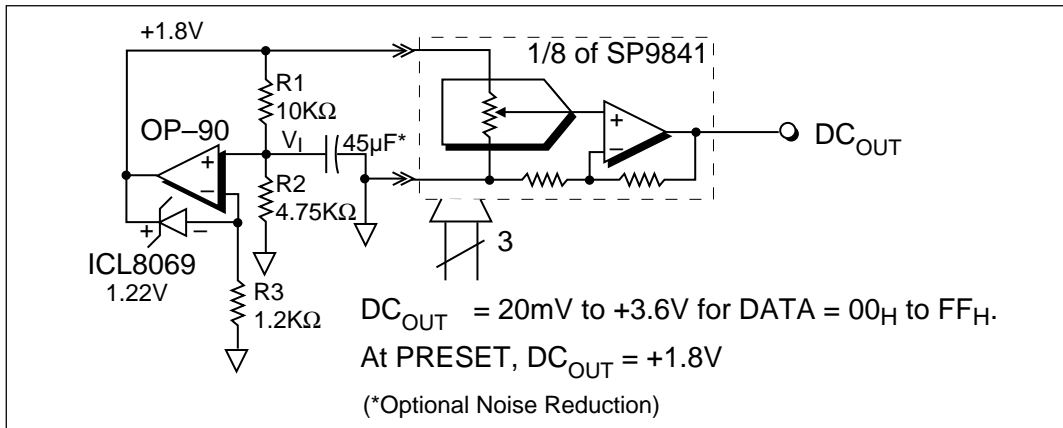 +1.8V
1/8 of SP9841
R1
10KΩ
OP–90
V_I
45µF*
+
–
+
–
DC_OUT
R2
4.75KΩ
+
–
3
ICL8069
1.22V
R3
1.2KΩ
DC_OUT = 20mV to +3.6V for DATA = 00_H to FF_H.
At PRESET, DC_OUT = +1.8V
(*Optional Noise Reduction)